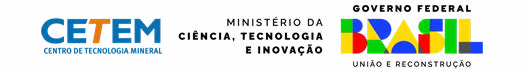 CETEM
CENTRO DE TECNOLOGIA MINERAL
MINISTÉRIO DA
CIÊNCIA, TECNOLOGIA
E INOVAÇÃO
GOVERNO FEDERAL
BRASIL
UNIÃO E RECONSTRUÇÃO